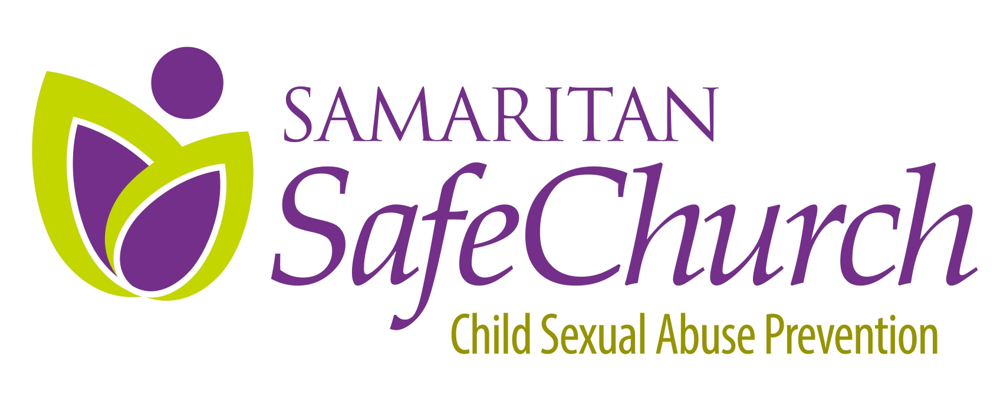 SAMARITAN
SafeChurch
Child Sexual Abuse Prevention